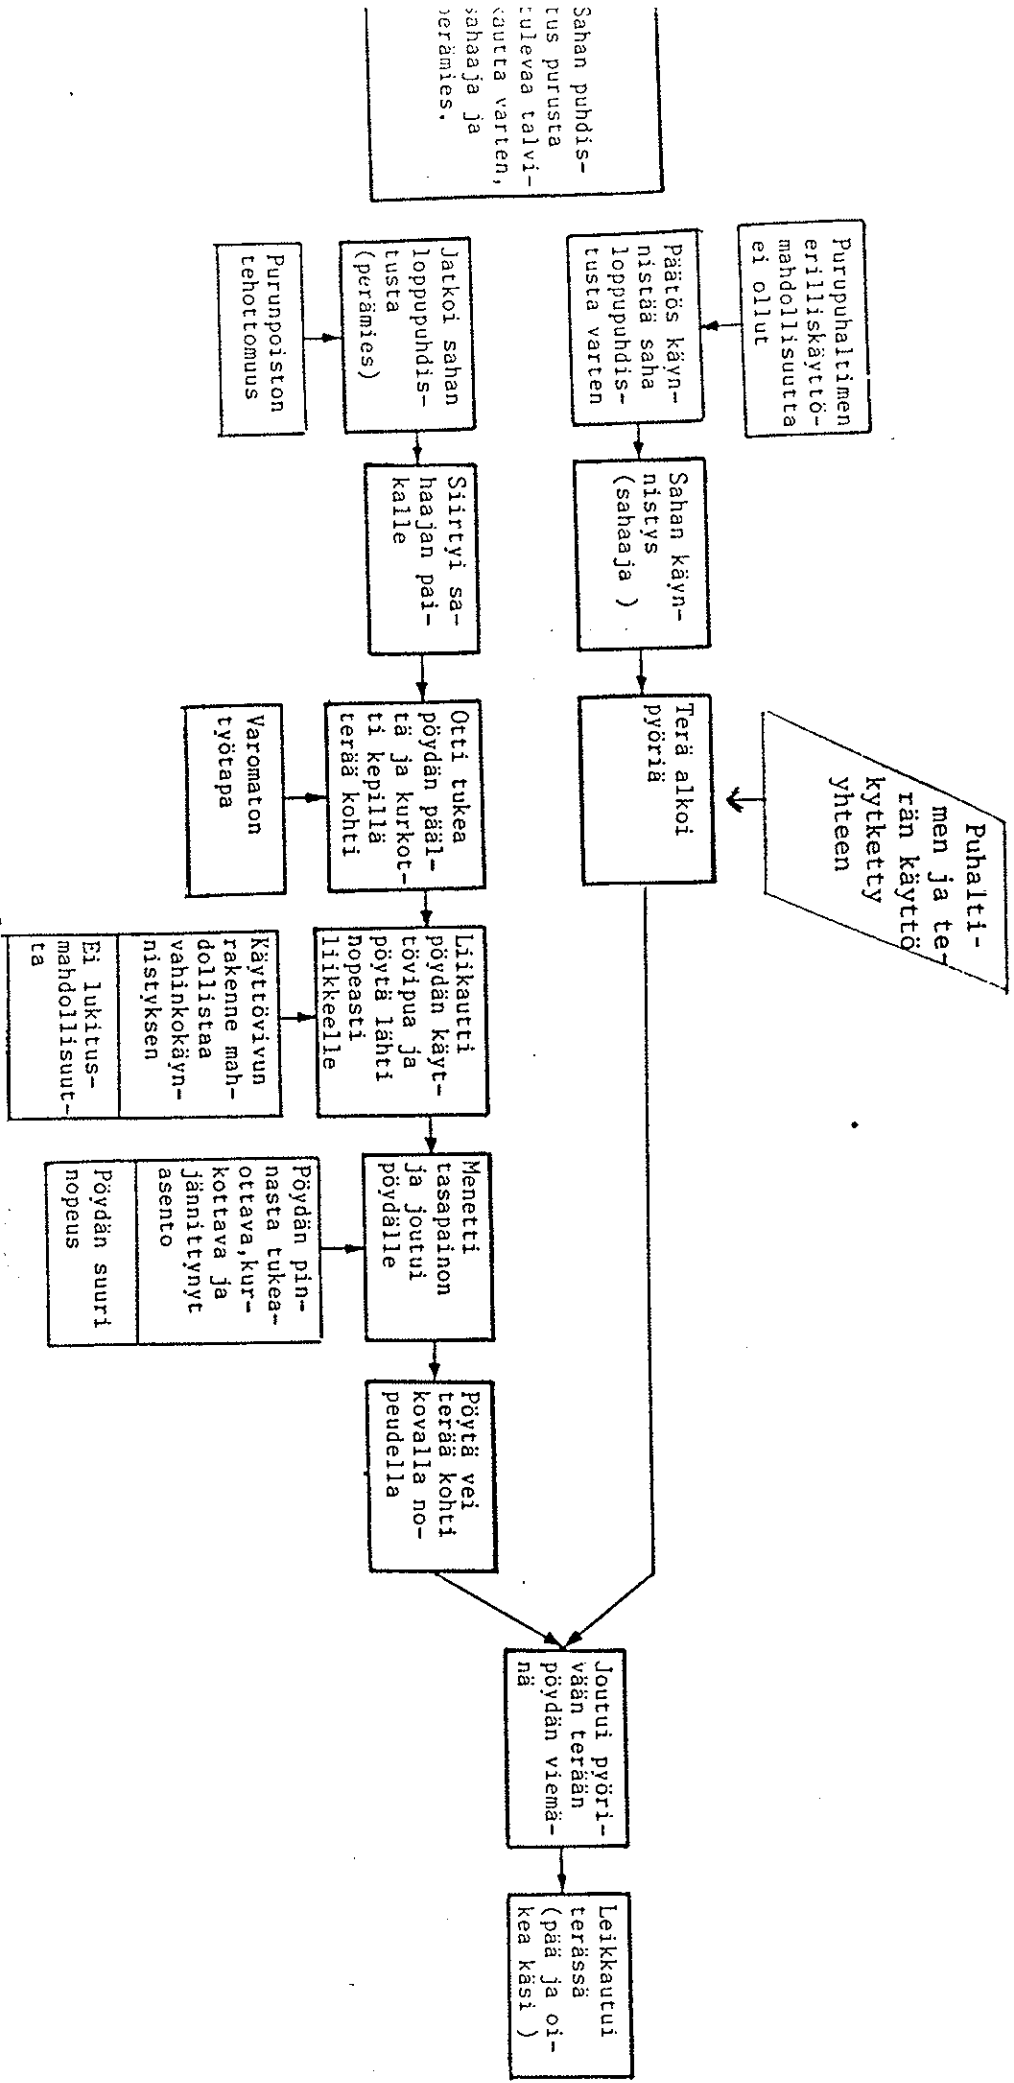 Sahan puhdis-
tus purusta
tulevaa talvi-
kautta varten,
sahaaja ja
perämies.
Purupuhaltimen
erilliskäyttö-
mahdollisuutta
ei ollut
Päätös käyn-
nistää saha
loppupuhdis-
tusta varten
Sahan käyn-
nistys
(sahaaja )
Puhalti-
men ja te-
rän käyttö
kytketty
yhteen
Terä alkoi
pyöriä
Jatkoi sahan
loppupuhdis-
tusta
(perämies)
Purunpoiston
tehottomuus
Siirtyi sa-
haajan pai-
kalle
Otti tukea
pöydän pääl-
tä ja kurkot-
ti kepillä
terää kohti
Varomaton
työtapa
Liikautti
pöydän käyt-
tövipua ja
pöytä lähti
nopeasti
liikkeelle
Käyttövivun
rakenne mah-
dollistaa
vahinkokäyn-
nistyksen
Ei lukitus-
mahdollisuut-
ta
Menetti
tasapainon
ja joutui
pöydälle
Pöydän pin-
nasta tukea-
ottava,kur-
kottava ja
jännittynyt
asento
Pöydän suuri
nopeus
Pöytä vei
terää kohti
kovalla no-
peudella
Joutui pyöri-
vään terään
pöydän viemä-
nä
Leikkautui
terässä
(pää ja oi-
kea käsi )